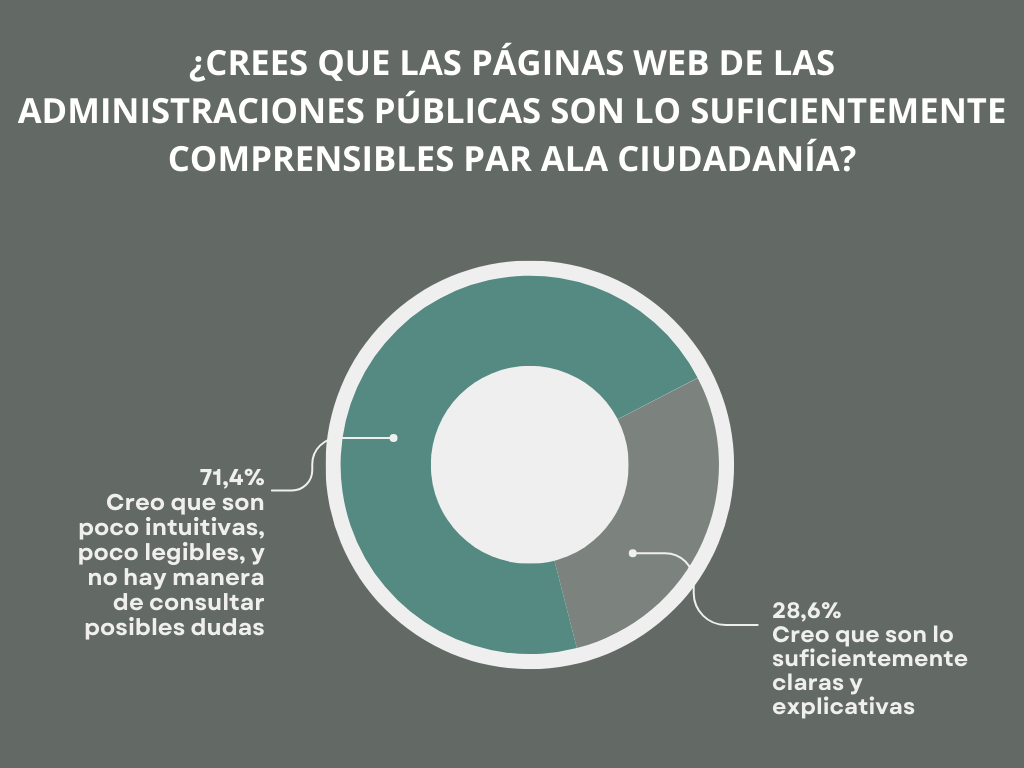 ¿CREES QUE LAS PÁGINAS WEB DE LAS
ADMINISTRACIONES PÚBLICAS SON LO SUFICIENTEMENTE
COMPRENSIBLES PAR ALA CIUDADANÍA?
71,4%
Creo que son
poco intuitivas,
poco legibles, y
no hay manera
de consultar
posibles dudas
28,6%
Creo que son lo
suficientemente
claras y
explicativas